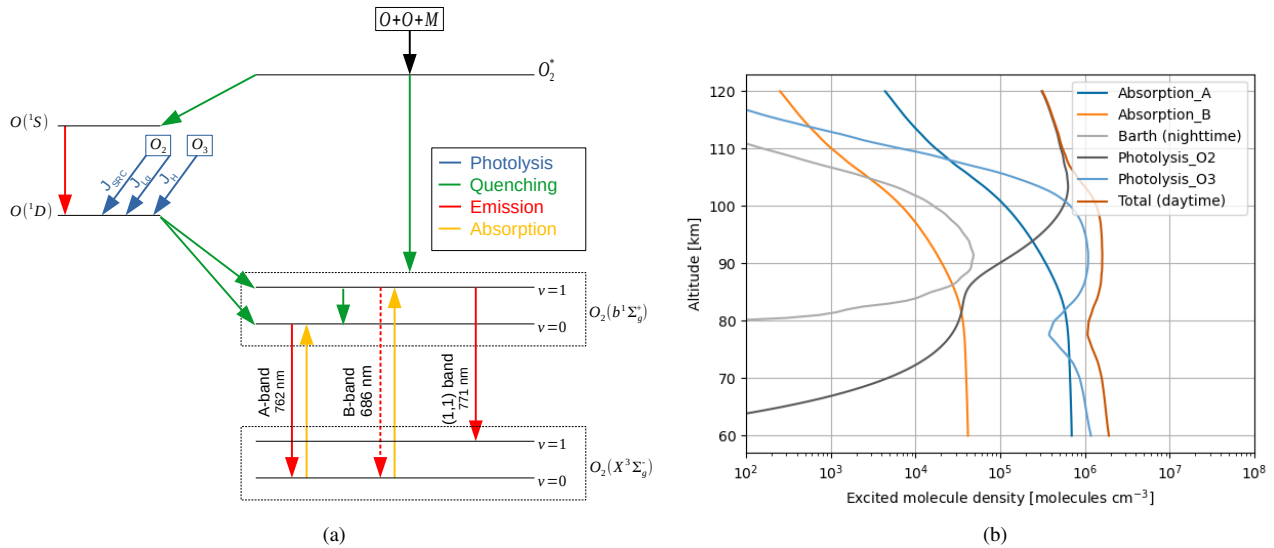 O+O+M
O₂*
O(¹S)
O₂
O₃
J_SRC
J_Lα
J_H
O(¹D)
Photolysis
Quenching
Emission
Absorption
v=1
v=0
O₂(b¹Σg⁺)
A-band
762 nm
B-band
686 nm
(1,1) band
771 nm
v=1
v=0
O₂(X³Σg⁻)
(a)
120
110
100
90
80
70
60
Altitude [km]
Absorption_A
Absorption_B
Barth (nighttime)
Photolysis_O2
Photolysis_O3
Total (daytime)
10² 10³ 10⁴ 10⁵ 10⁶ 10⁷ 10⁸
Excited molecule density [molecules cm⁻³]
(b)